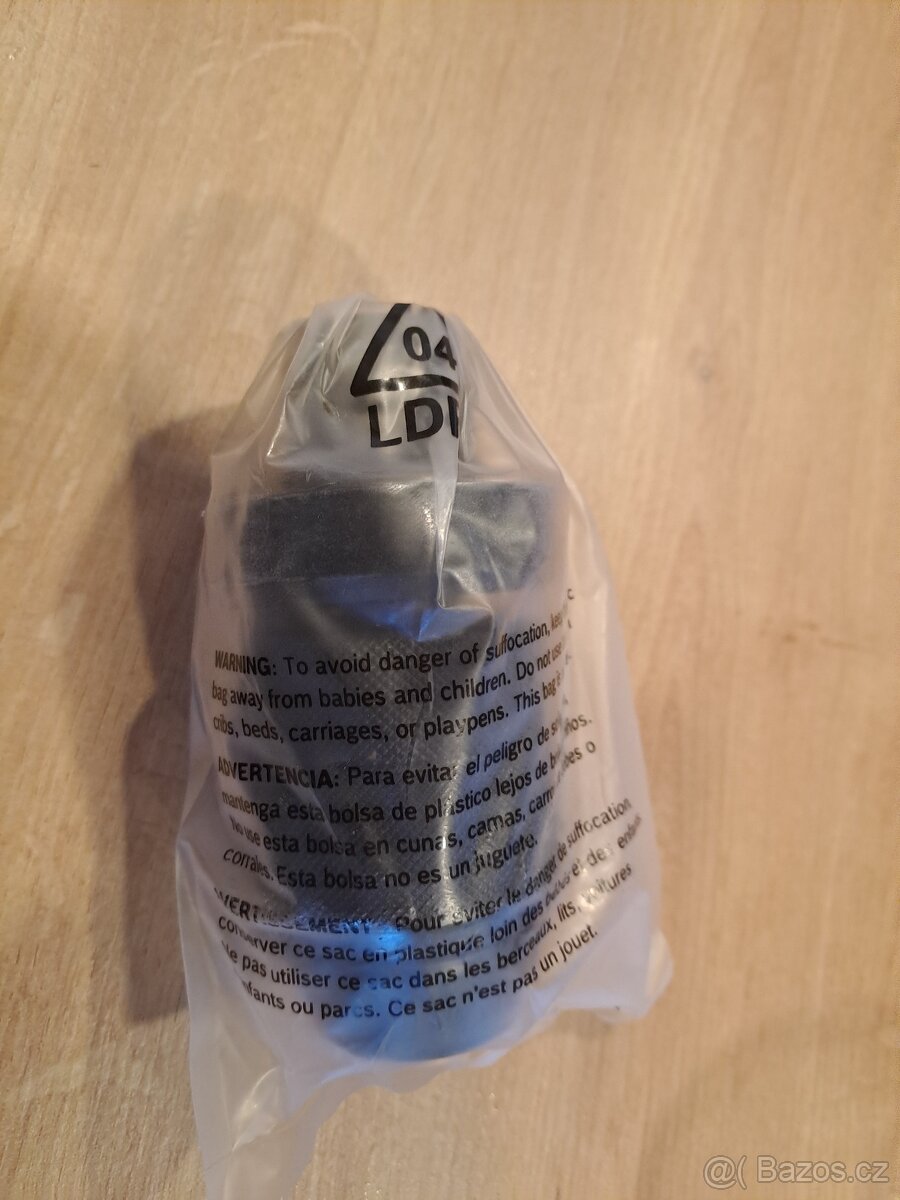 04
LD
WARNING: To avoid danger of suffocation,
bag away from babies and children. Do not use
cribs, beds, carriages, or playpens. This bag
ADVERTENCIA: Para evitar el peligro de
mantenga esta bolsa de plástico lejos de
No use esta bolsa en cunas, camas, o
corrales. Esta bolsa no es un juguete.
Pour éviter le danger de suffocation
conserver ce sac en plastique loin des et des enfants
Ne pas utiliser ce sac dans les berceaux, lits, voitures
enfants ou parcs. Ce sac n'est pas un jouet.
@( Bazos.cz